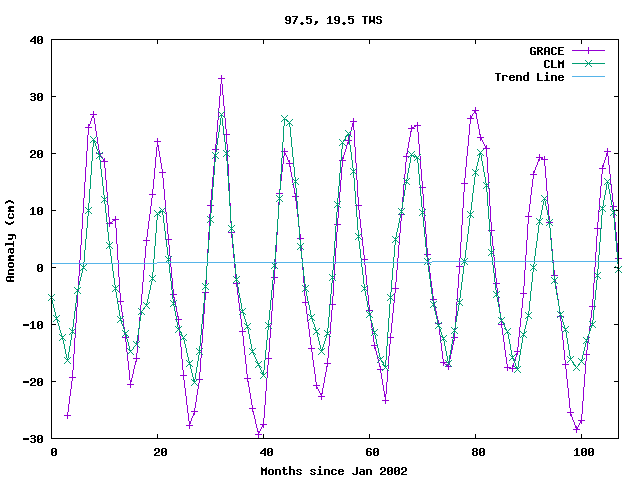 97.5, 19.5 TWS
GRACE
CLM
Trend Line
40
30
20
10
0
-10
-20
-30
Anomaly (cm)
0 20 40 60 80 100
Months since Jan 2002